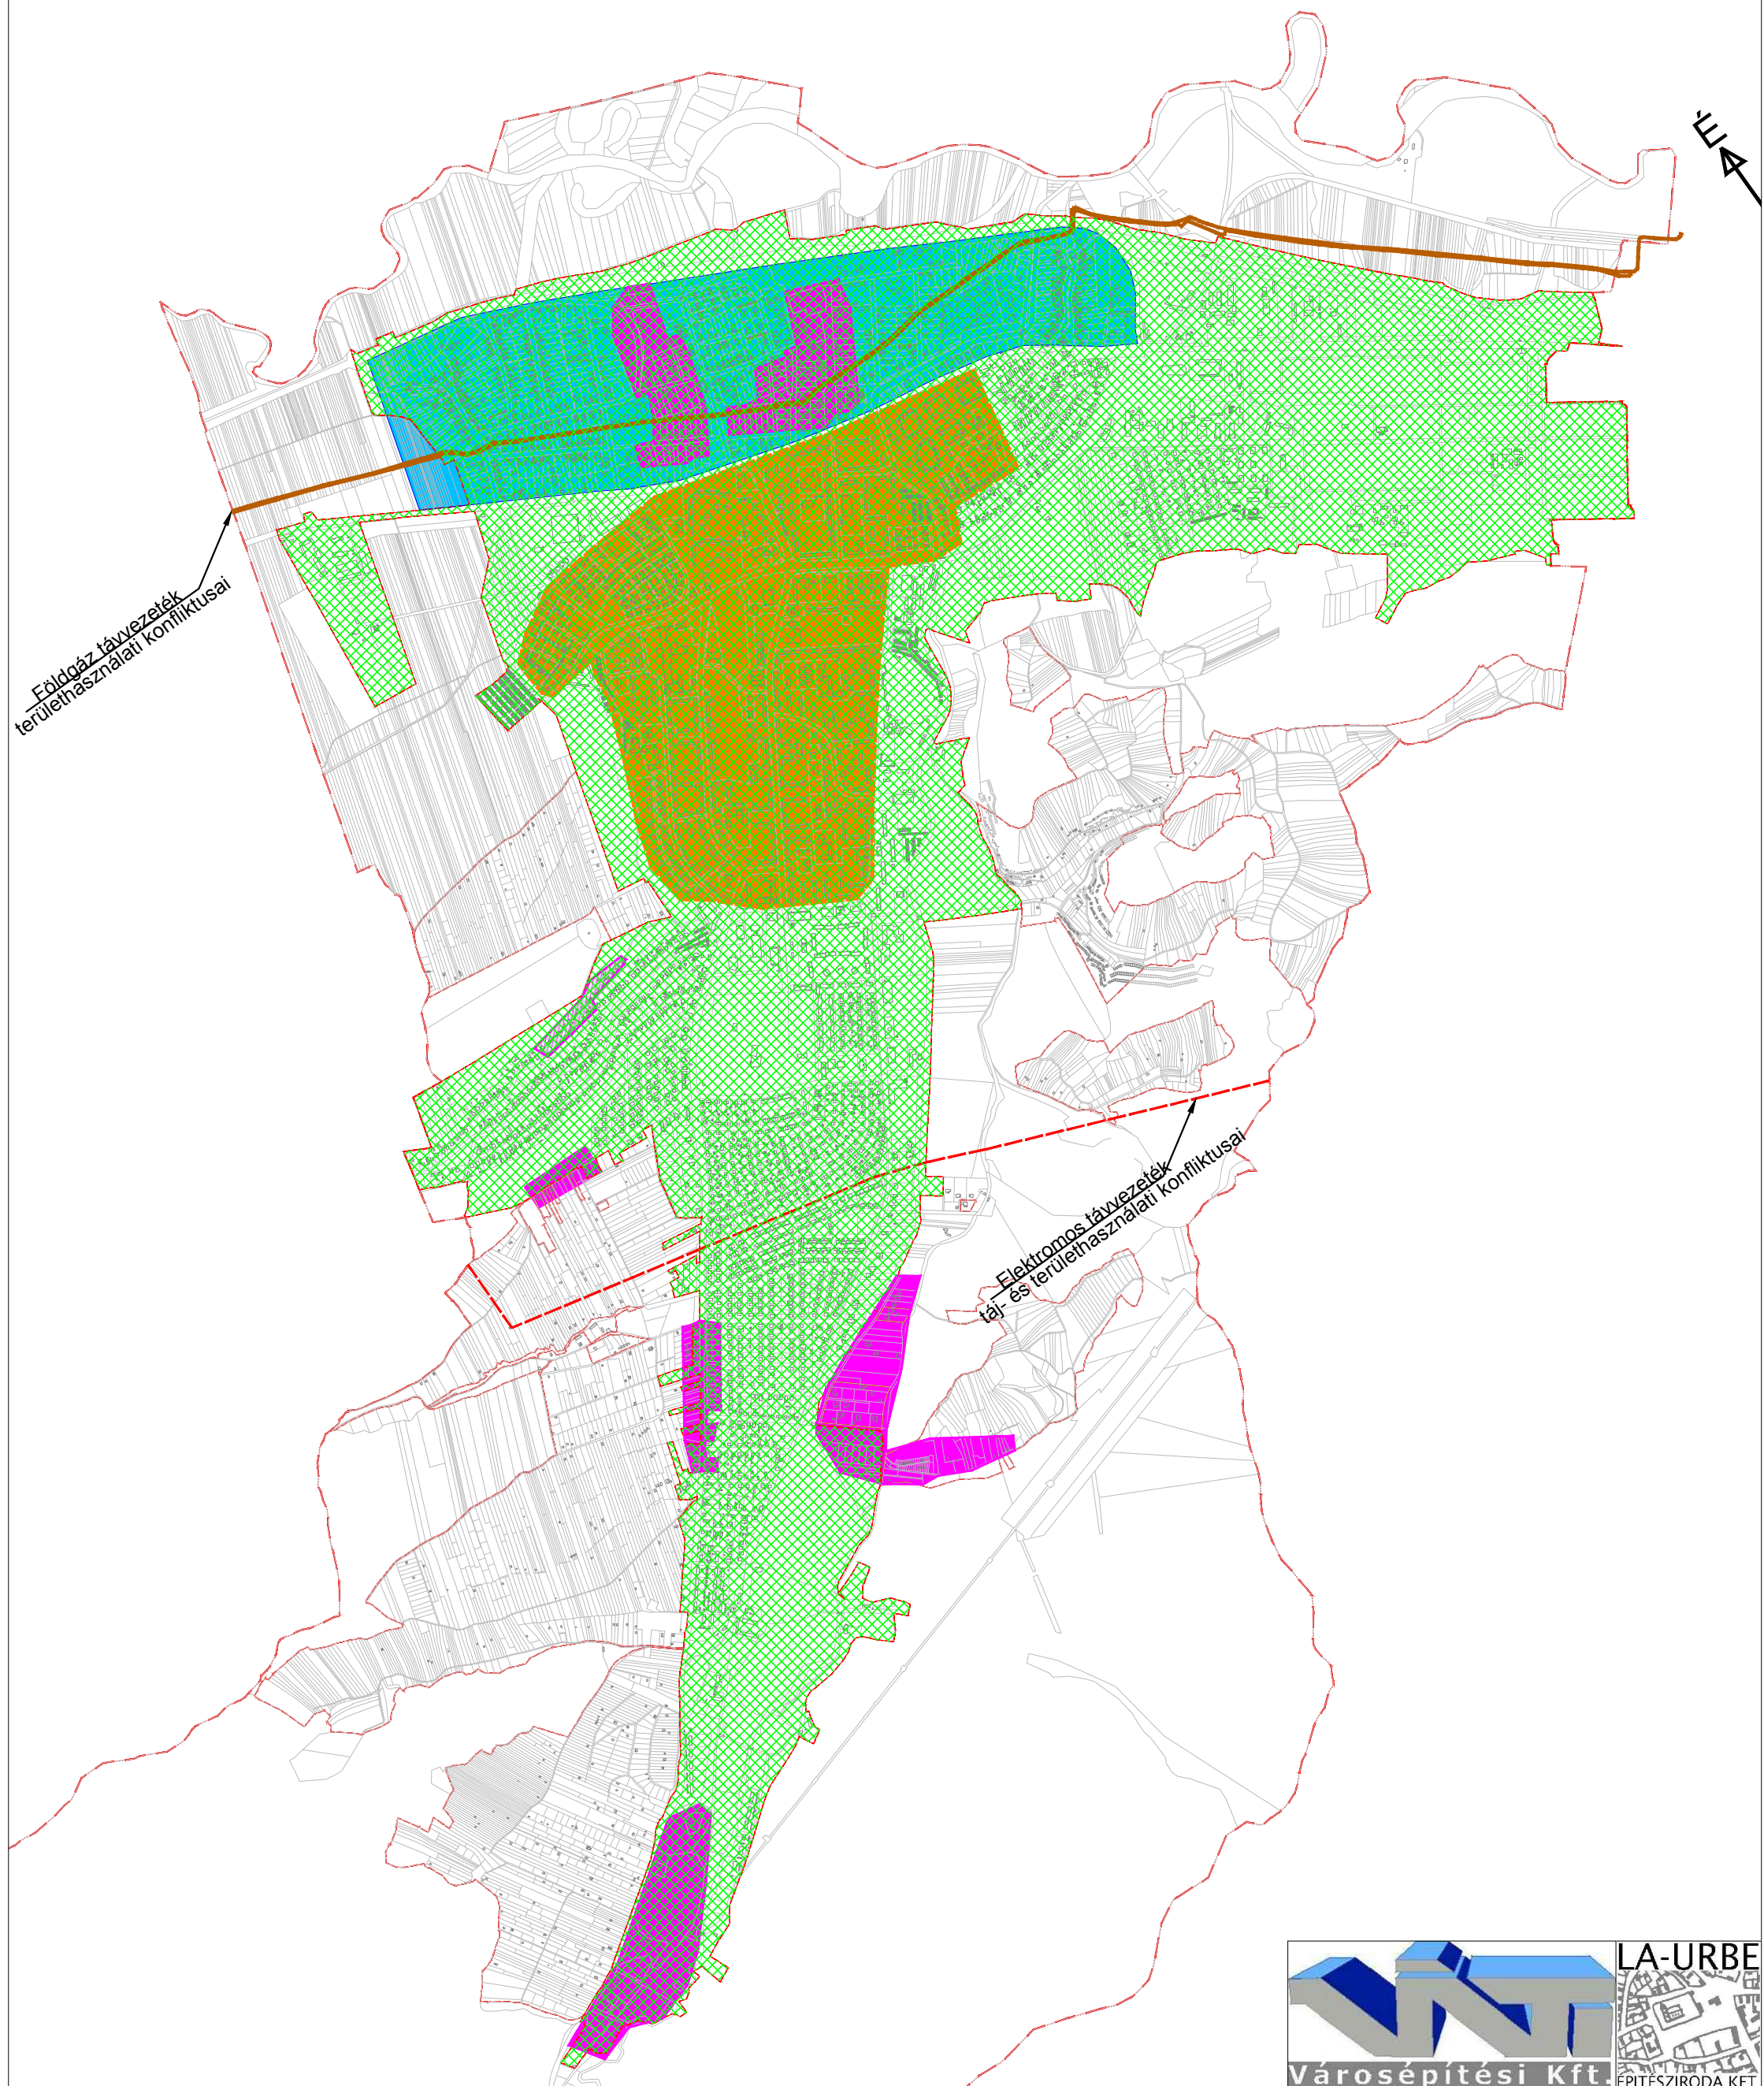 É
Földgáz távvezeték
területhasználati konfliktusai
Elektromos távvezeték
táj- és területhasználati konfliktusai
LA-URBE
Városépítési Kft.
ÉPÍTÉSZIRODA KFT.